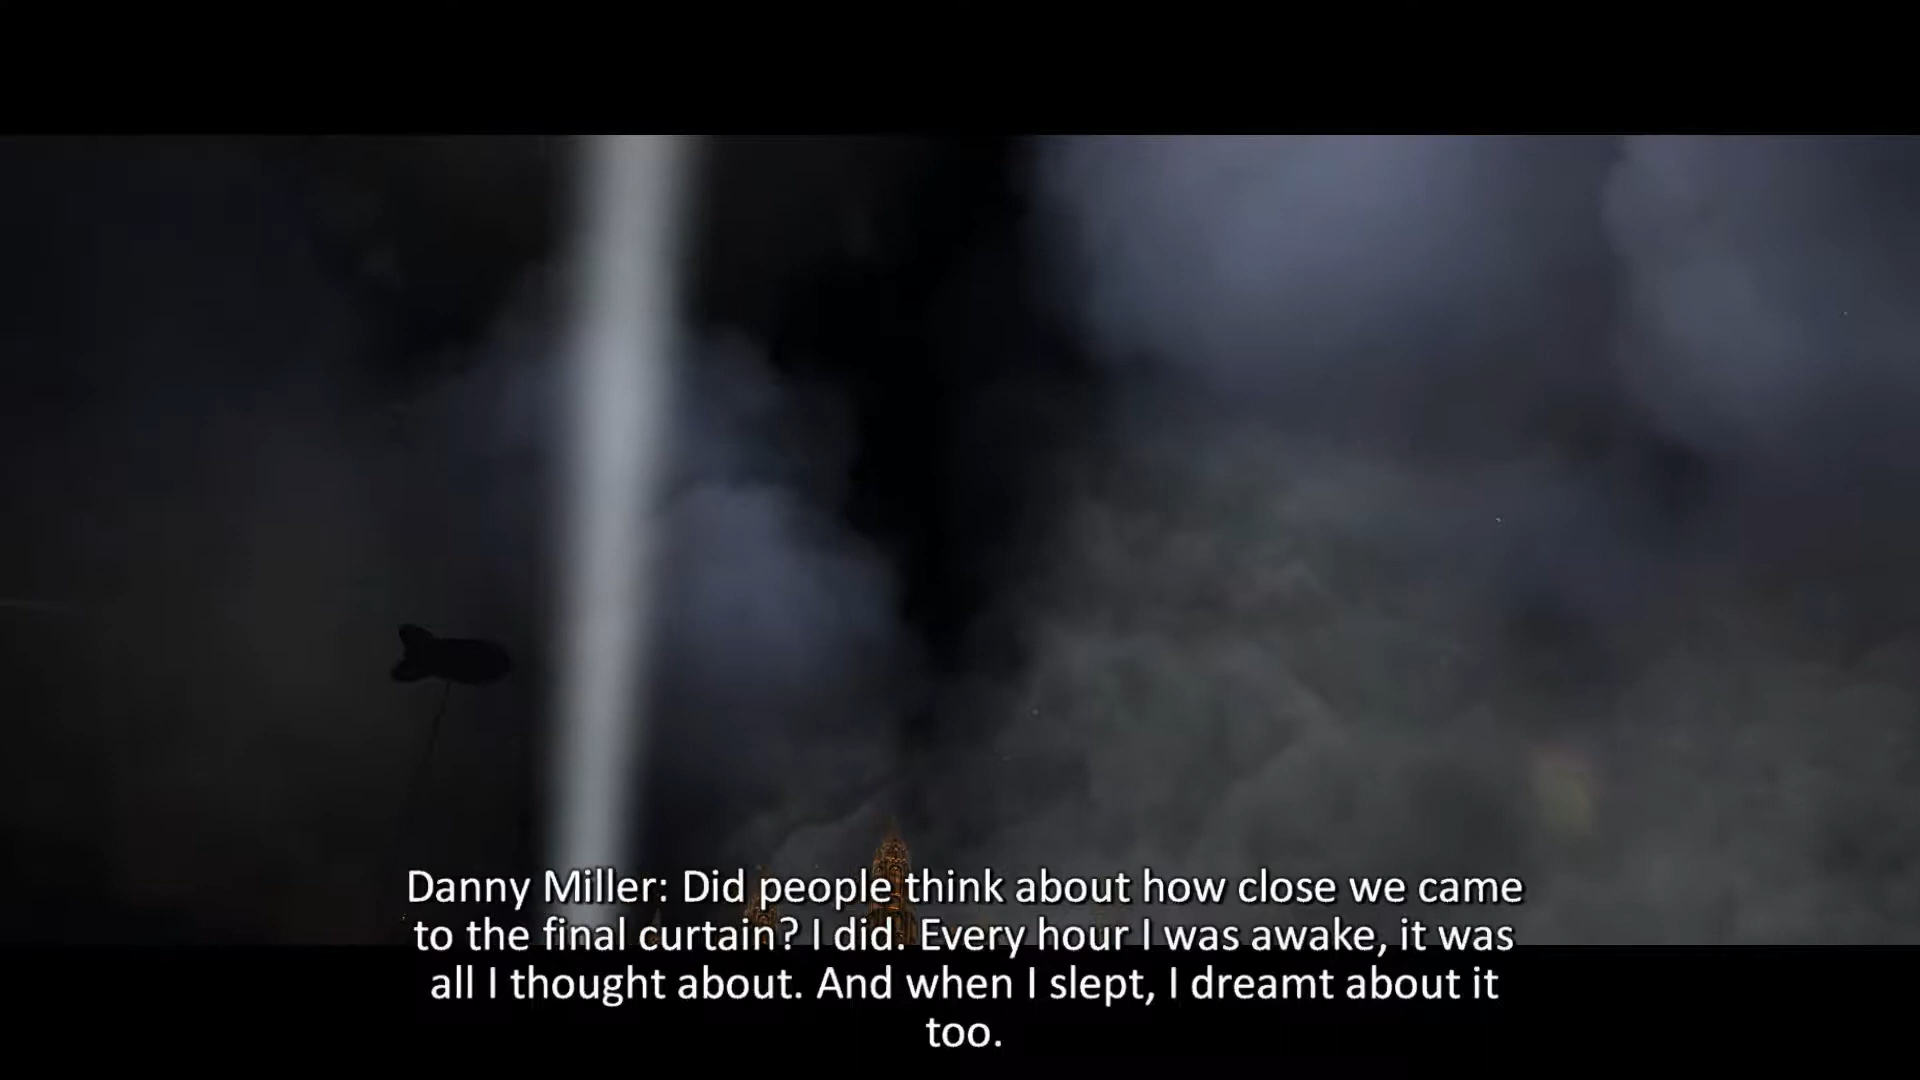 Danny Miller: Did people think about how close we came
to the final curtain? I did. Every hour I was awake, it was
all I thought about. And when I slept, I dreamt about it
too.